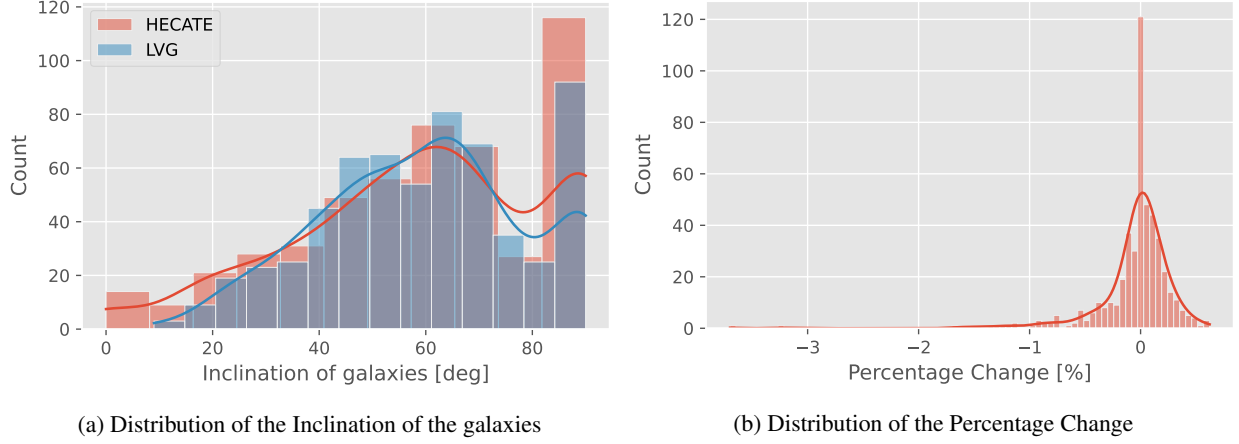 120
100
80
60
40
20
0
Count
HECATE
LVG
0
20
40
60
80
Inclination of galaxies [deg]
(a) Distribution of the Inclination of the galaxies
120
100
80
60
40
20
0
Count
−3
−2
−1
0
Percentage Change [%]
(b) Distribution of the Percentage Change